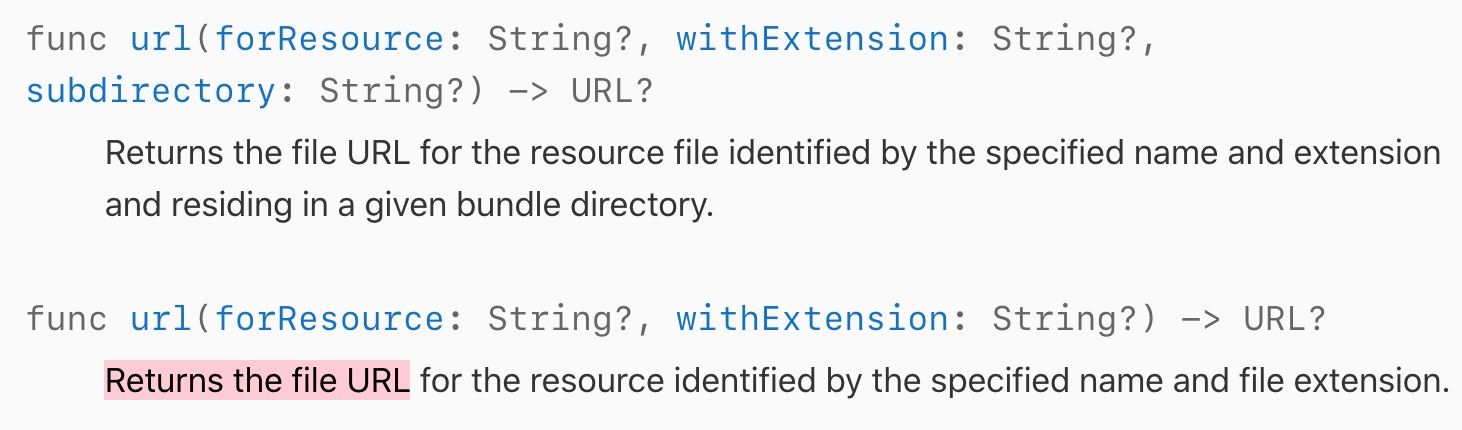 func url(forResource: String?, withExtension: String?,
subdirectory: String?) -> URL?
Returns the file URL for the resource file identified by the specified name and extension
and residing in a given bundle directory.
func url(forResource: String?, withExtension: String?) -> URL?
Returns the file URL for the resource identified by the specified name and file extension.